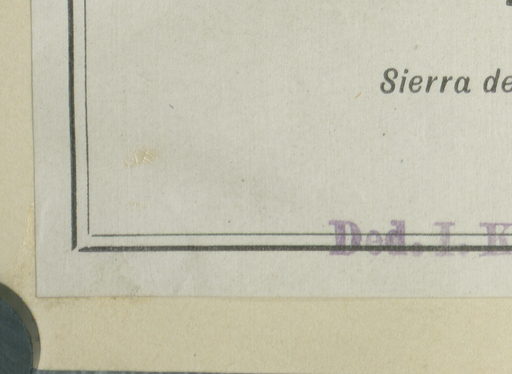 Sierra de
Ded. I. K